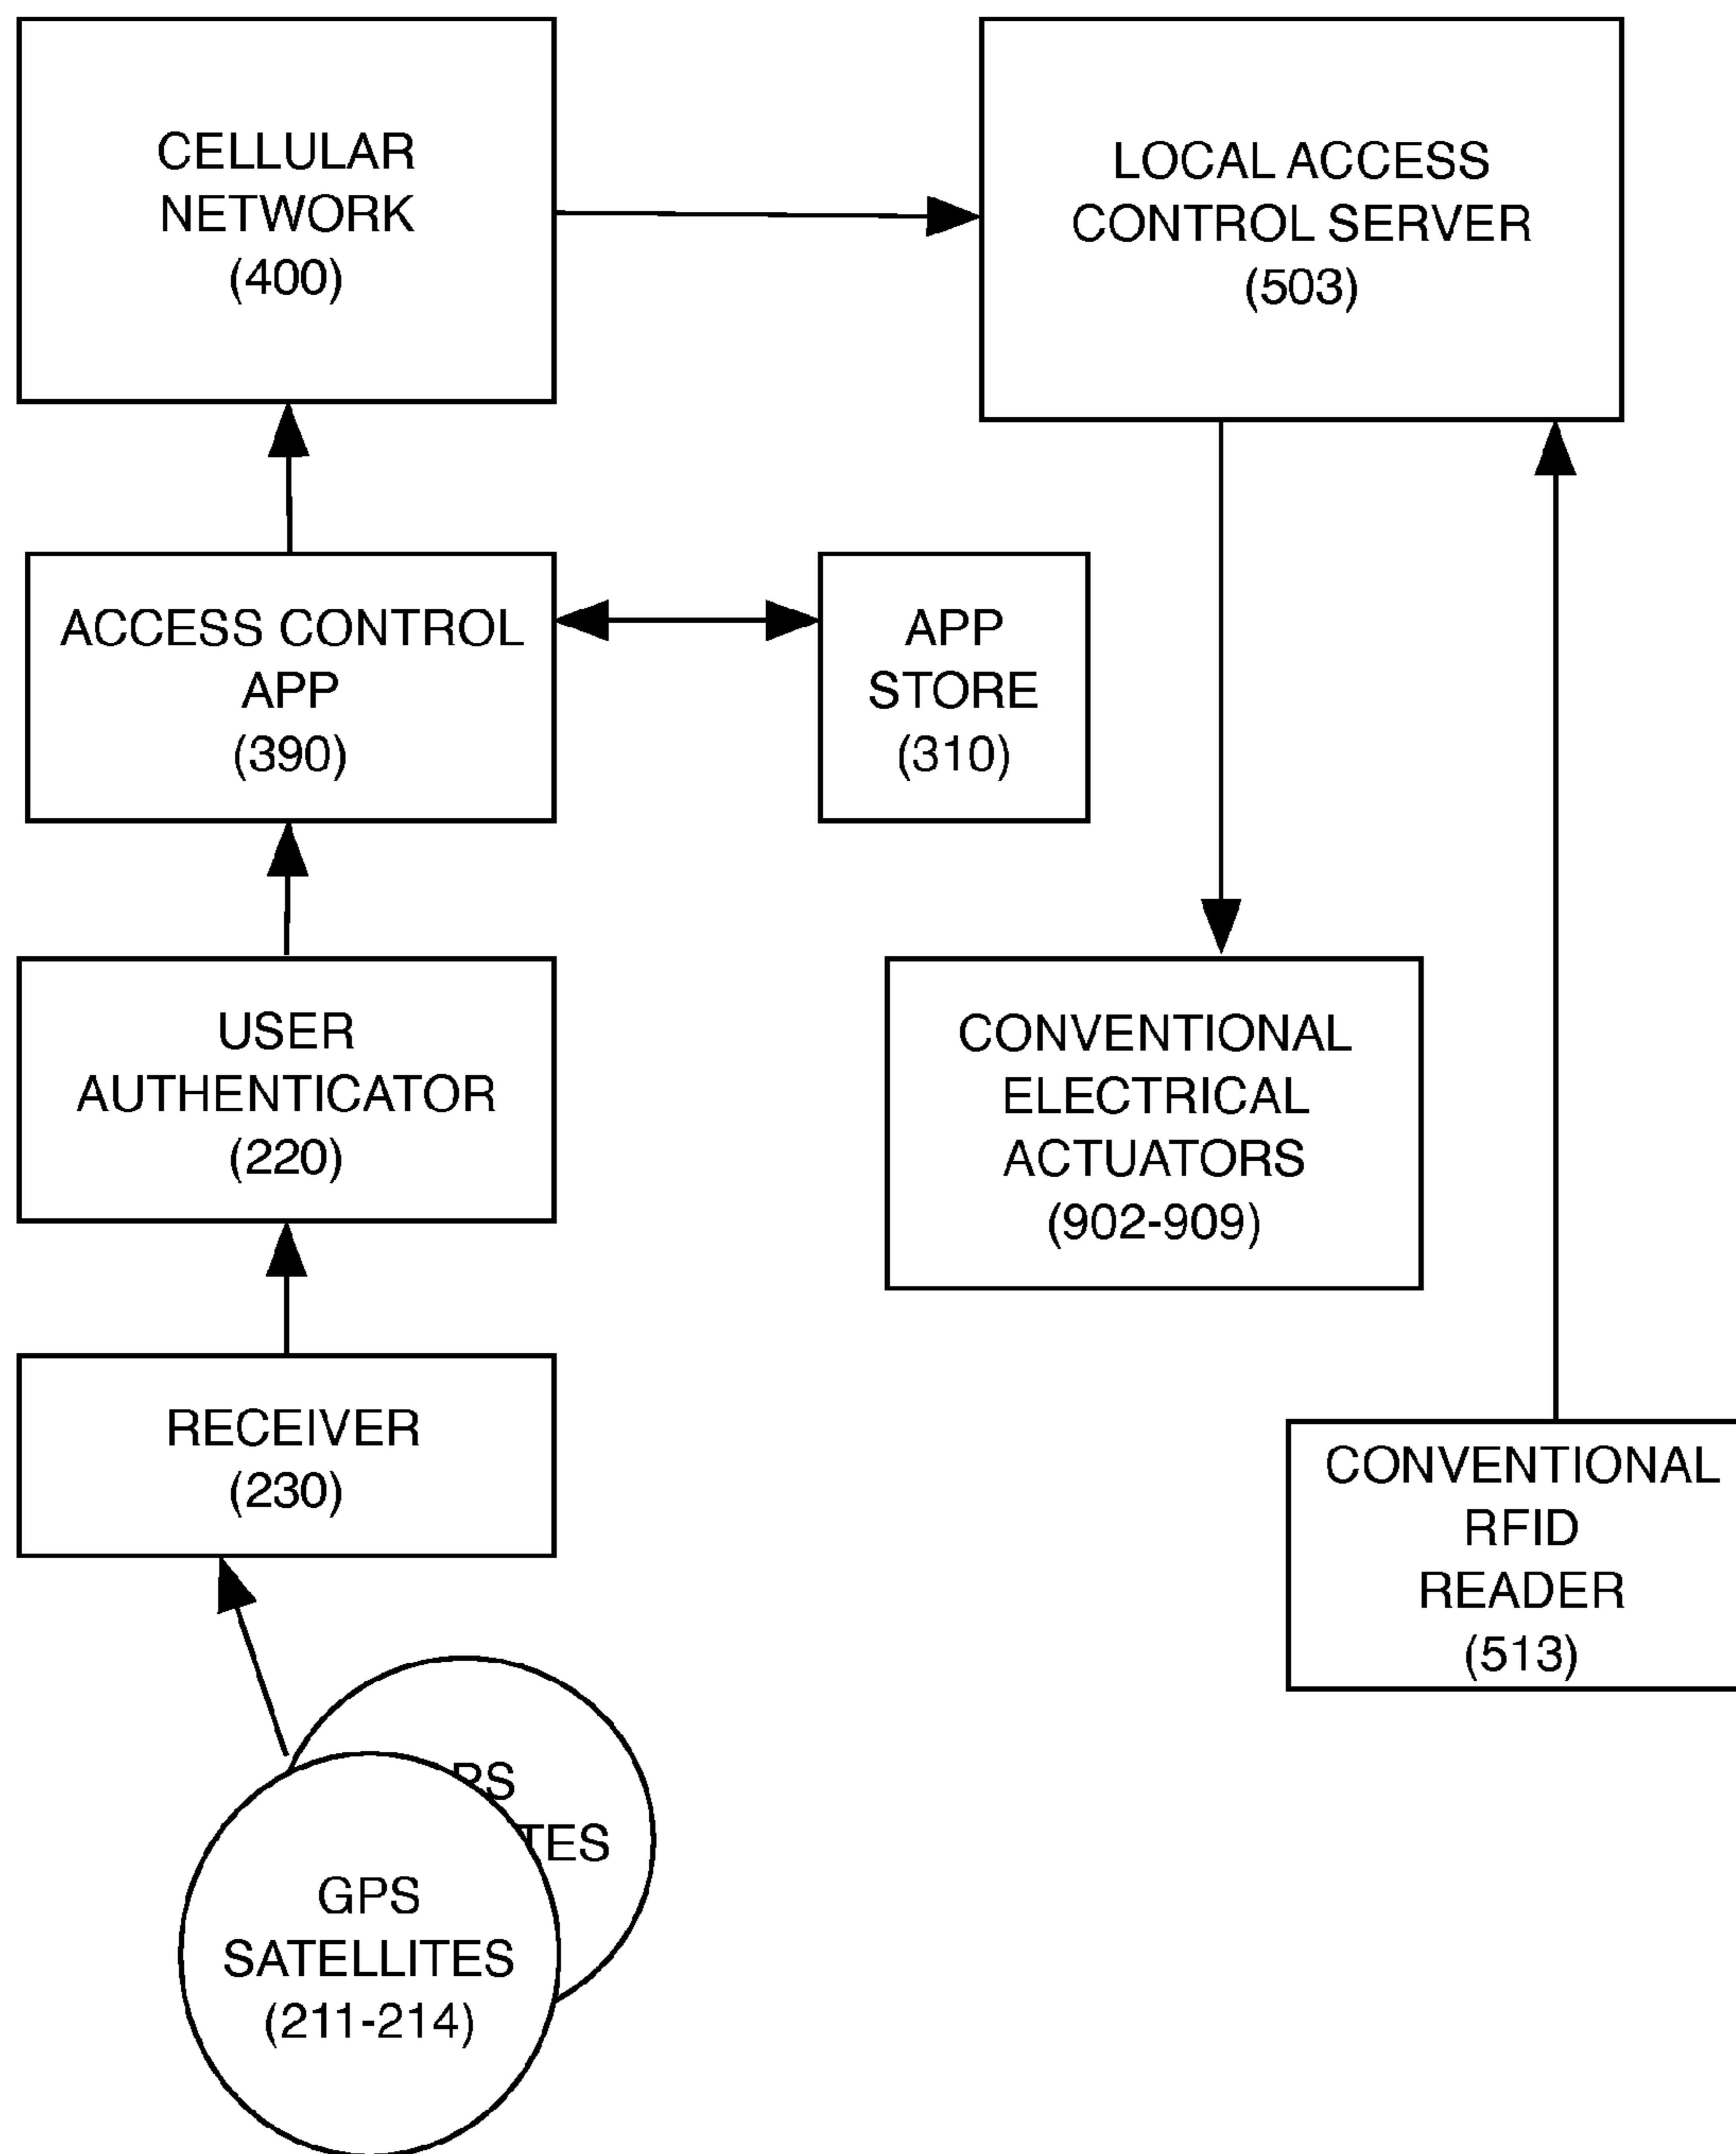 CELLULAR
NETWORK
(400)
LOCAL ACCESS
CONTROL SERVER
(503)
ACCESS CONTROL
APP
(390)
APP
STORE
(310)
USER
AUTHENTICATOR
(220)
CONVENTIONAL
ELECTRICAL
ACTUATORS
(902-909)
RECEIVER
(230)
CONVENTIONAL
RFID
READER
(513)
GPS
SATELLITES
(211-214)